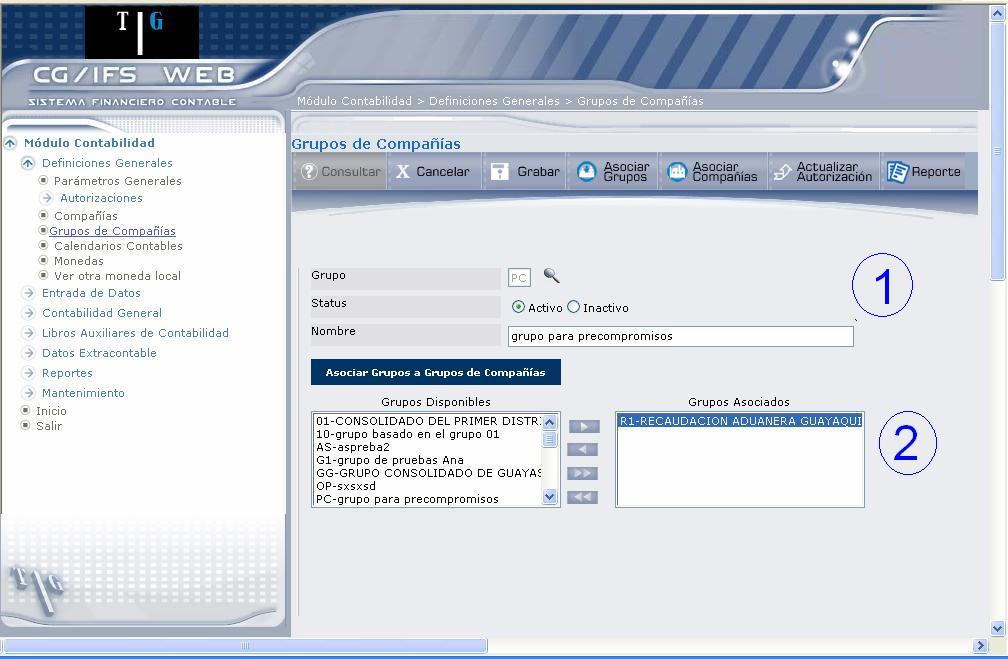 TIG
CG/IFS WEB
SISTEMA FINANCIERO CONTABLE
Módulo Contabilidad > Definiciones Generales > Grupos de Compañías
Módulo Contabilidad
Definiciones Generales
Parámetros Generales
Autorizaciones
Compañías
Grupos de Compañías
Calendarios Contables
Monedas
Ver otra moneda local
Entrada de Datos
Contabilidad General
Libros Auxiliares de Contabilidad
Datos Extracontable
Reportes
Mantenimiento
Inicio
Salir
TIG
Grupos de Compañías
Consultar
Cancelar
Grabar
Asociar Grupos
Asociar Compañías
Actualizar Autorización
Reporte
Grupo PC
Status Activo Inactivo
Nombre grupo para precompromisos
1
Asociar Grupos a Grupos de Compañías
Grupos Disponibles
01-CONSOLIDADO DEL PRIMER DISTRI
10-grupo basado en el grupo 01
AS-aspreba2
G1-grupo de pruebas Ana
GG-GRUPO CONSOLIDADO DE GUAYAS
OP-sxsxsd
PC-grupo para precompromisos
Grupos Asociados
R1-RECAUDACION ADUANERA GUAYAQUI
2